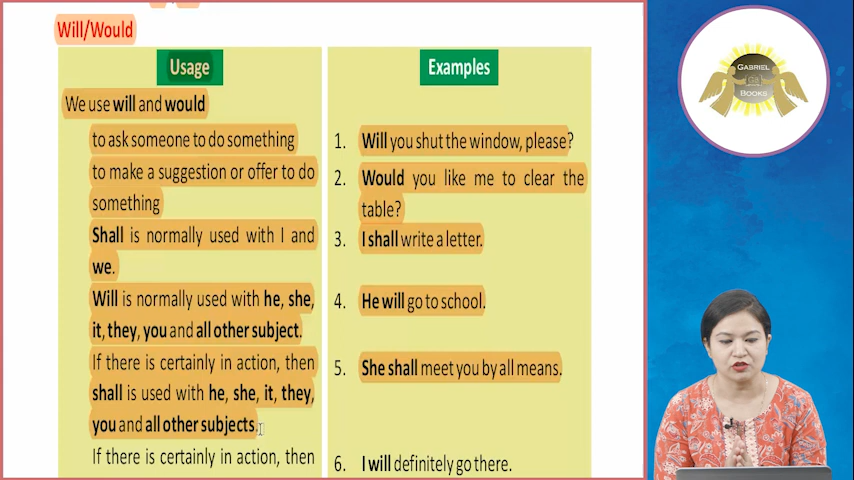 Will/Would
Usage
We use will and would
to ask someone to do something
to make a suggestion or offer to do
something
Shall is normally used with I and
we.
Will is normally used with he, she,
it, they, you and all other subject.
If there is certainly in action, then
shall is used with he, she, it, they,
you and all other subjects.
If there is certainly in action, then
Examples
1. Will you shut the window, please?
2. Would you like me to clear the
table?
3. I shall write a letter.
4. He will go to school.
5. She shall meet you by all means.
6. I will definitely go there.
GABRIEL
BOOKS